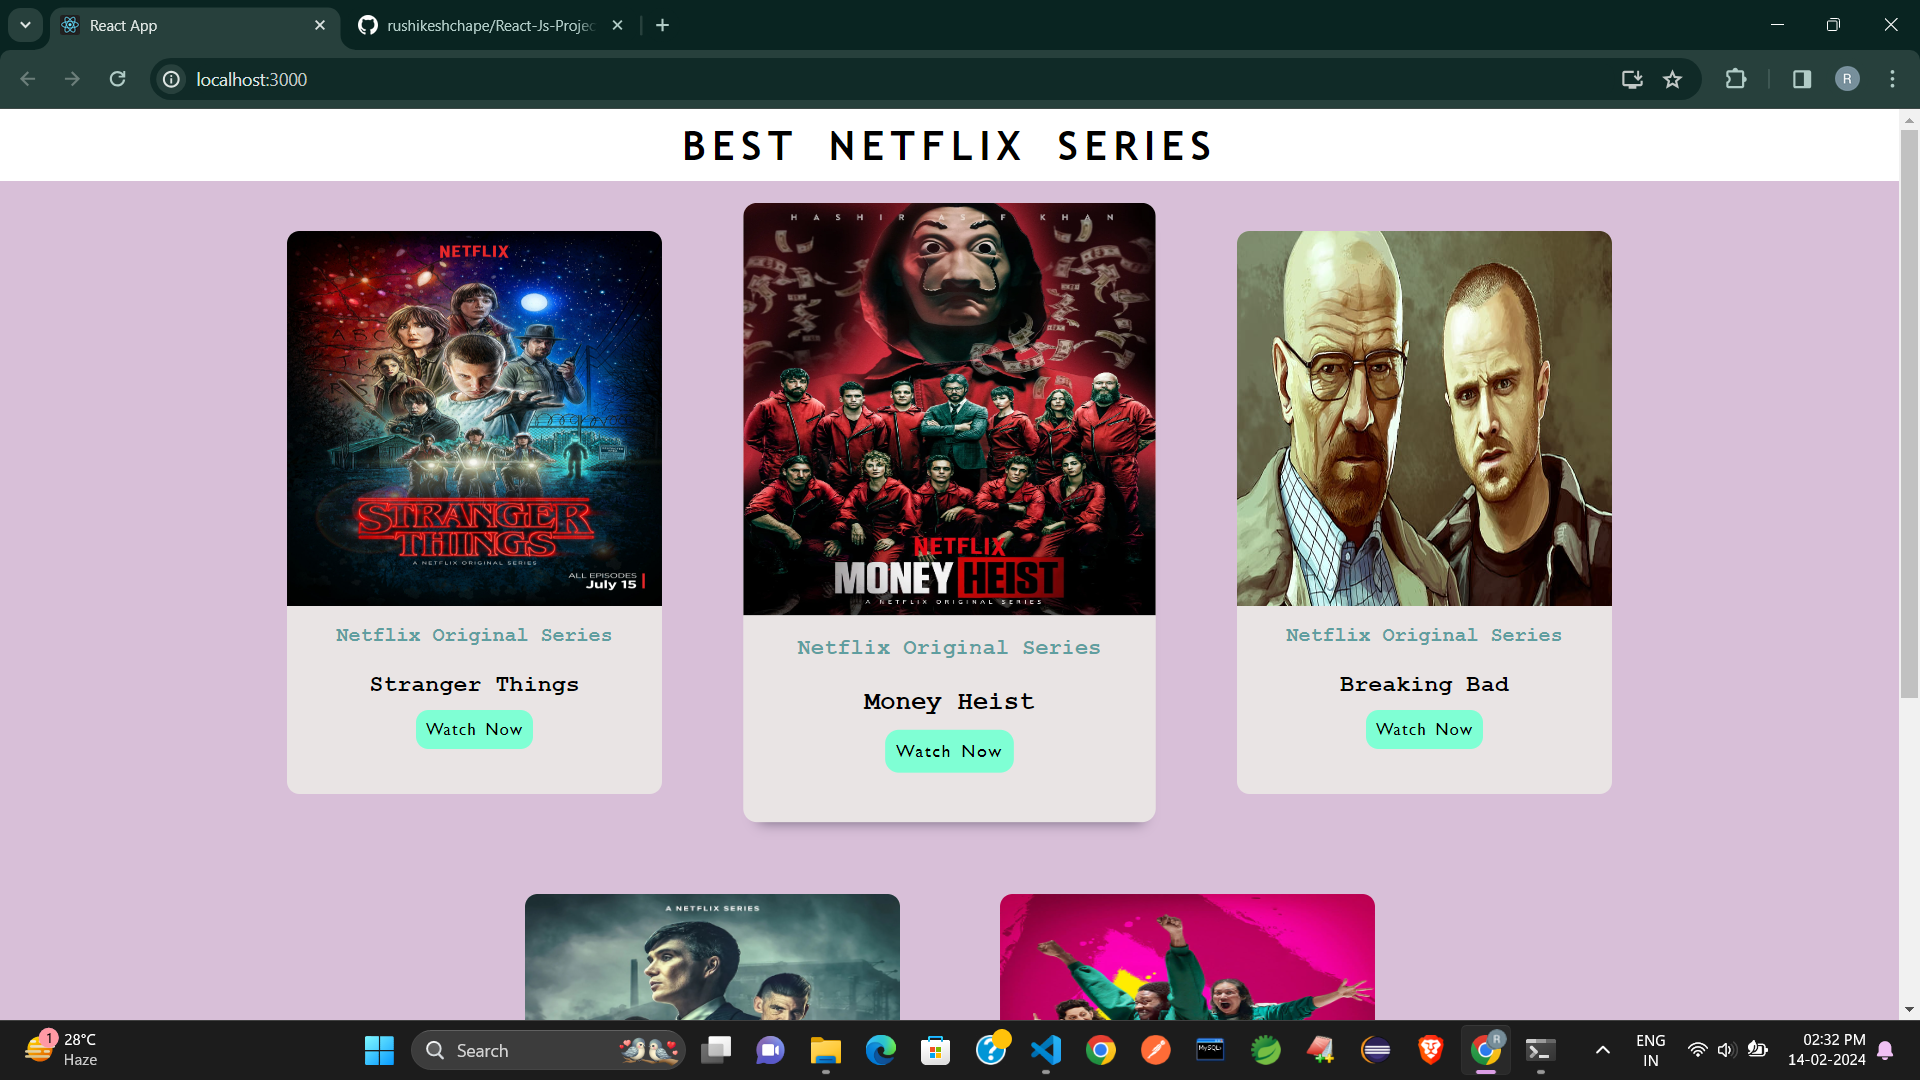 React App
rushikeshchape/React-Js-Projec
localhost:3000
R
BEST NETFLIX SERIES
NETFLIX
STRANGER
THINGS
A NETFLIX ORIGINAL SERIES
ALL EPISODES
July 15
Netflix Original Series
Stranger Things
Watch Now
HASHIR ASIF KHAN
NETFLIX
MONEY HEIST
A NETFLIX ORIGINAL SERIES
Netflix Original Series
Money Heist
Watch Now
Netflix Original Series
Breaking Bad
Watch Now
A NETFLIX SERIES
1
28°C
Haze
Search
MySQL
R
ENG
IN
02:32 PM
14-02-2024